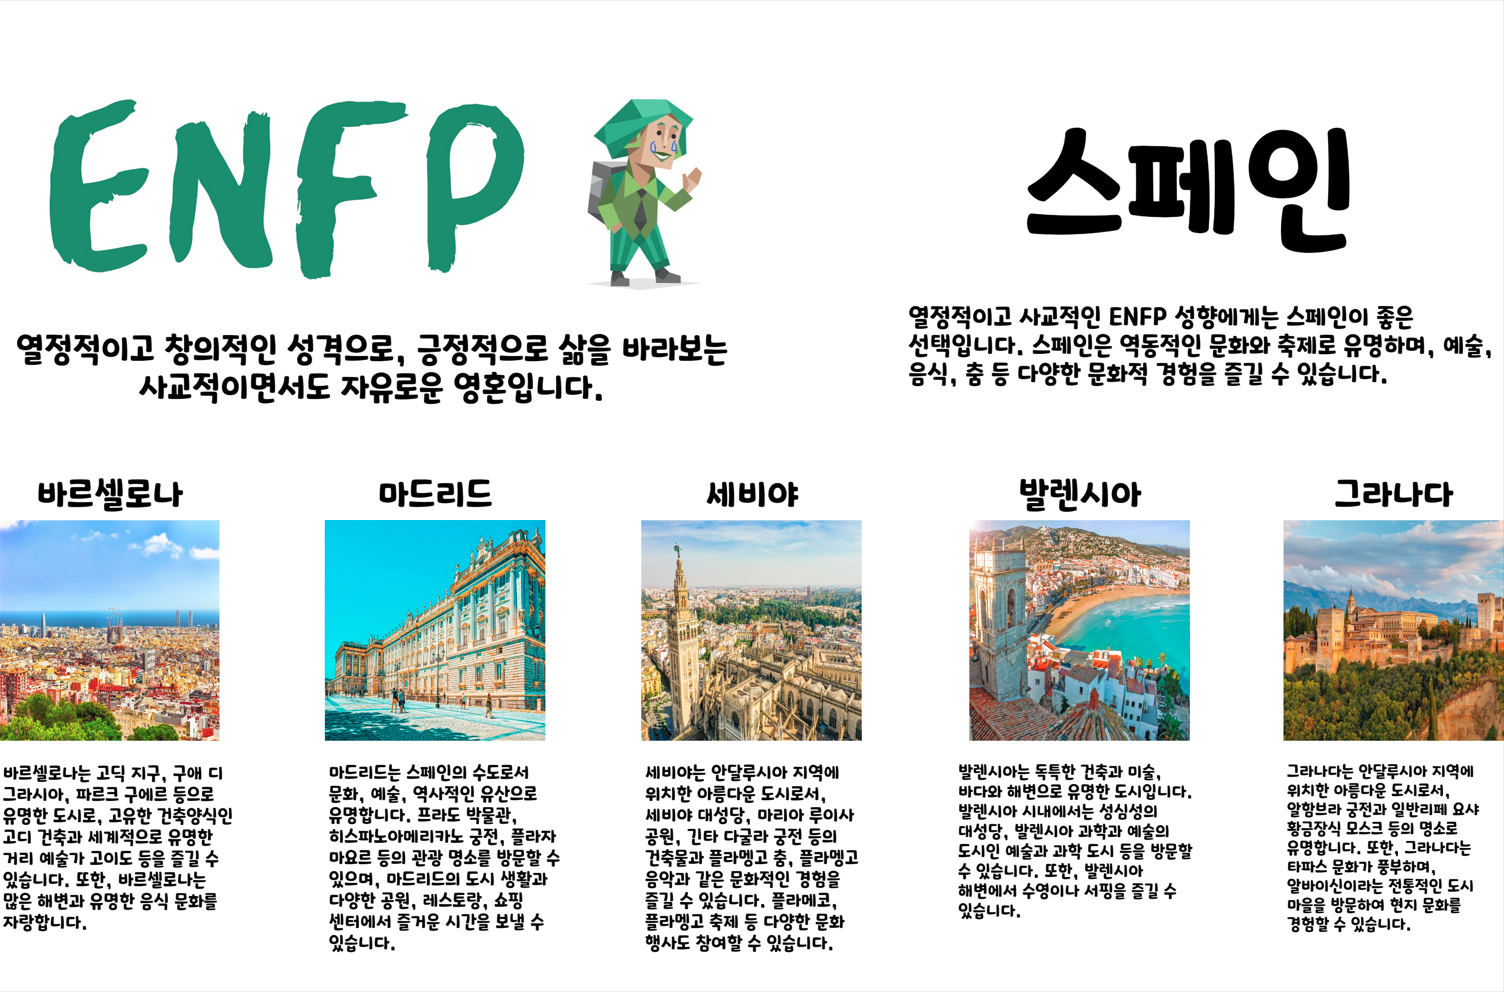 ENFP
스페인
열정적이고 창의적인 성격으로, 긍정적으로 삶을 바라보는
사교적이면서도 자유로운 영혼입니다.
열정적이고 사교적인 ENFP 성향에게는 스페인이 좋은
선택입니다. 스페인은 역동적인 문화와 축제로 유명하며, 예술,
음식, 춤 등 다양한 문화적 경험을 즐길 수 있습니다.
바르셀로나
바르셀로나는 고딕 지구, 구애 디
그라시아, 파르크 구에르 등으로
유명한 도시로, 고유한 건축양식인
고디 건축과 세계적으로 유명한
거리 예술가 고이도 등을 즐길 수
있습니다. 또한, 바르셀로나는
많은 해변과 유명한 음식 문화를
자랑합니다.
마드리드
마드리드는 스페인의 수도로서
문화, 예술, 역사적인 유산으로
유명합니다. 프라도 박물관,
히스파노아메리카노 궁전, 플라자
마요르 등의 관광 명소를 방문할 수
있으며, 마드리드의 도시 생활과
다양한 공원, 레스토랑, 쇼핑
센터에서 즐거운 시간을 보낼 수
있습니다.
세비야
세비야는 안달루시아 지역에
위치한 아름다운 도시로서,
세비야 대성당, 마리아 루이사
공원, 긴타 다굴라 궁전 등의
건축물과 플라멩고 춤, 플라멩고
음악과 같은 문화적인 경험을
즐길 수 있습니다. 플라메코,
플라멩고 축제 등 다양한 문화
행사도 참여할 수 있습니다.
발렌시아
발렌시아는 독특한 건축과 미술,
바다와 해변으로 유명한 도시입니다.
발렌시아 시내에서는 성심성의
대성당, 발렌시아 과학과 예술의
도시인 예술과 과학 도시 등을 방문할
수 있습니다. 또한, 발렌시아
해변에서 수영이나 서핑을 즐길 수
있습니다.
그라나다
그라나다는 안달루시아 지역에
위치한 아름다운 도시로서,
알함브라 궁전과 일반리페 요샤
황금장식 모스크 등의 명소로
유명합니다. 또한, 그라나다는
타파스 문화가 풍부하며,
알바이신이라는 전통적인 도시
마을을 방문하여 현지 문화를
경험할 수 있습니다.